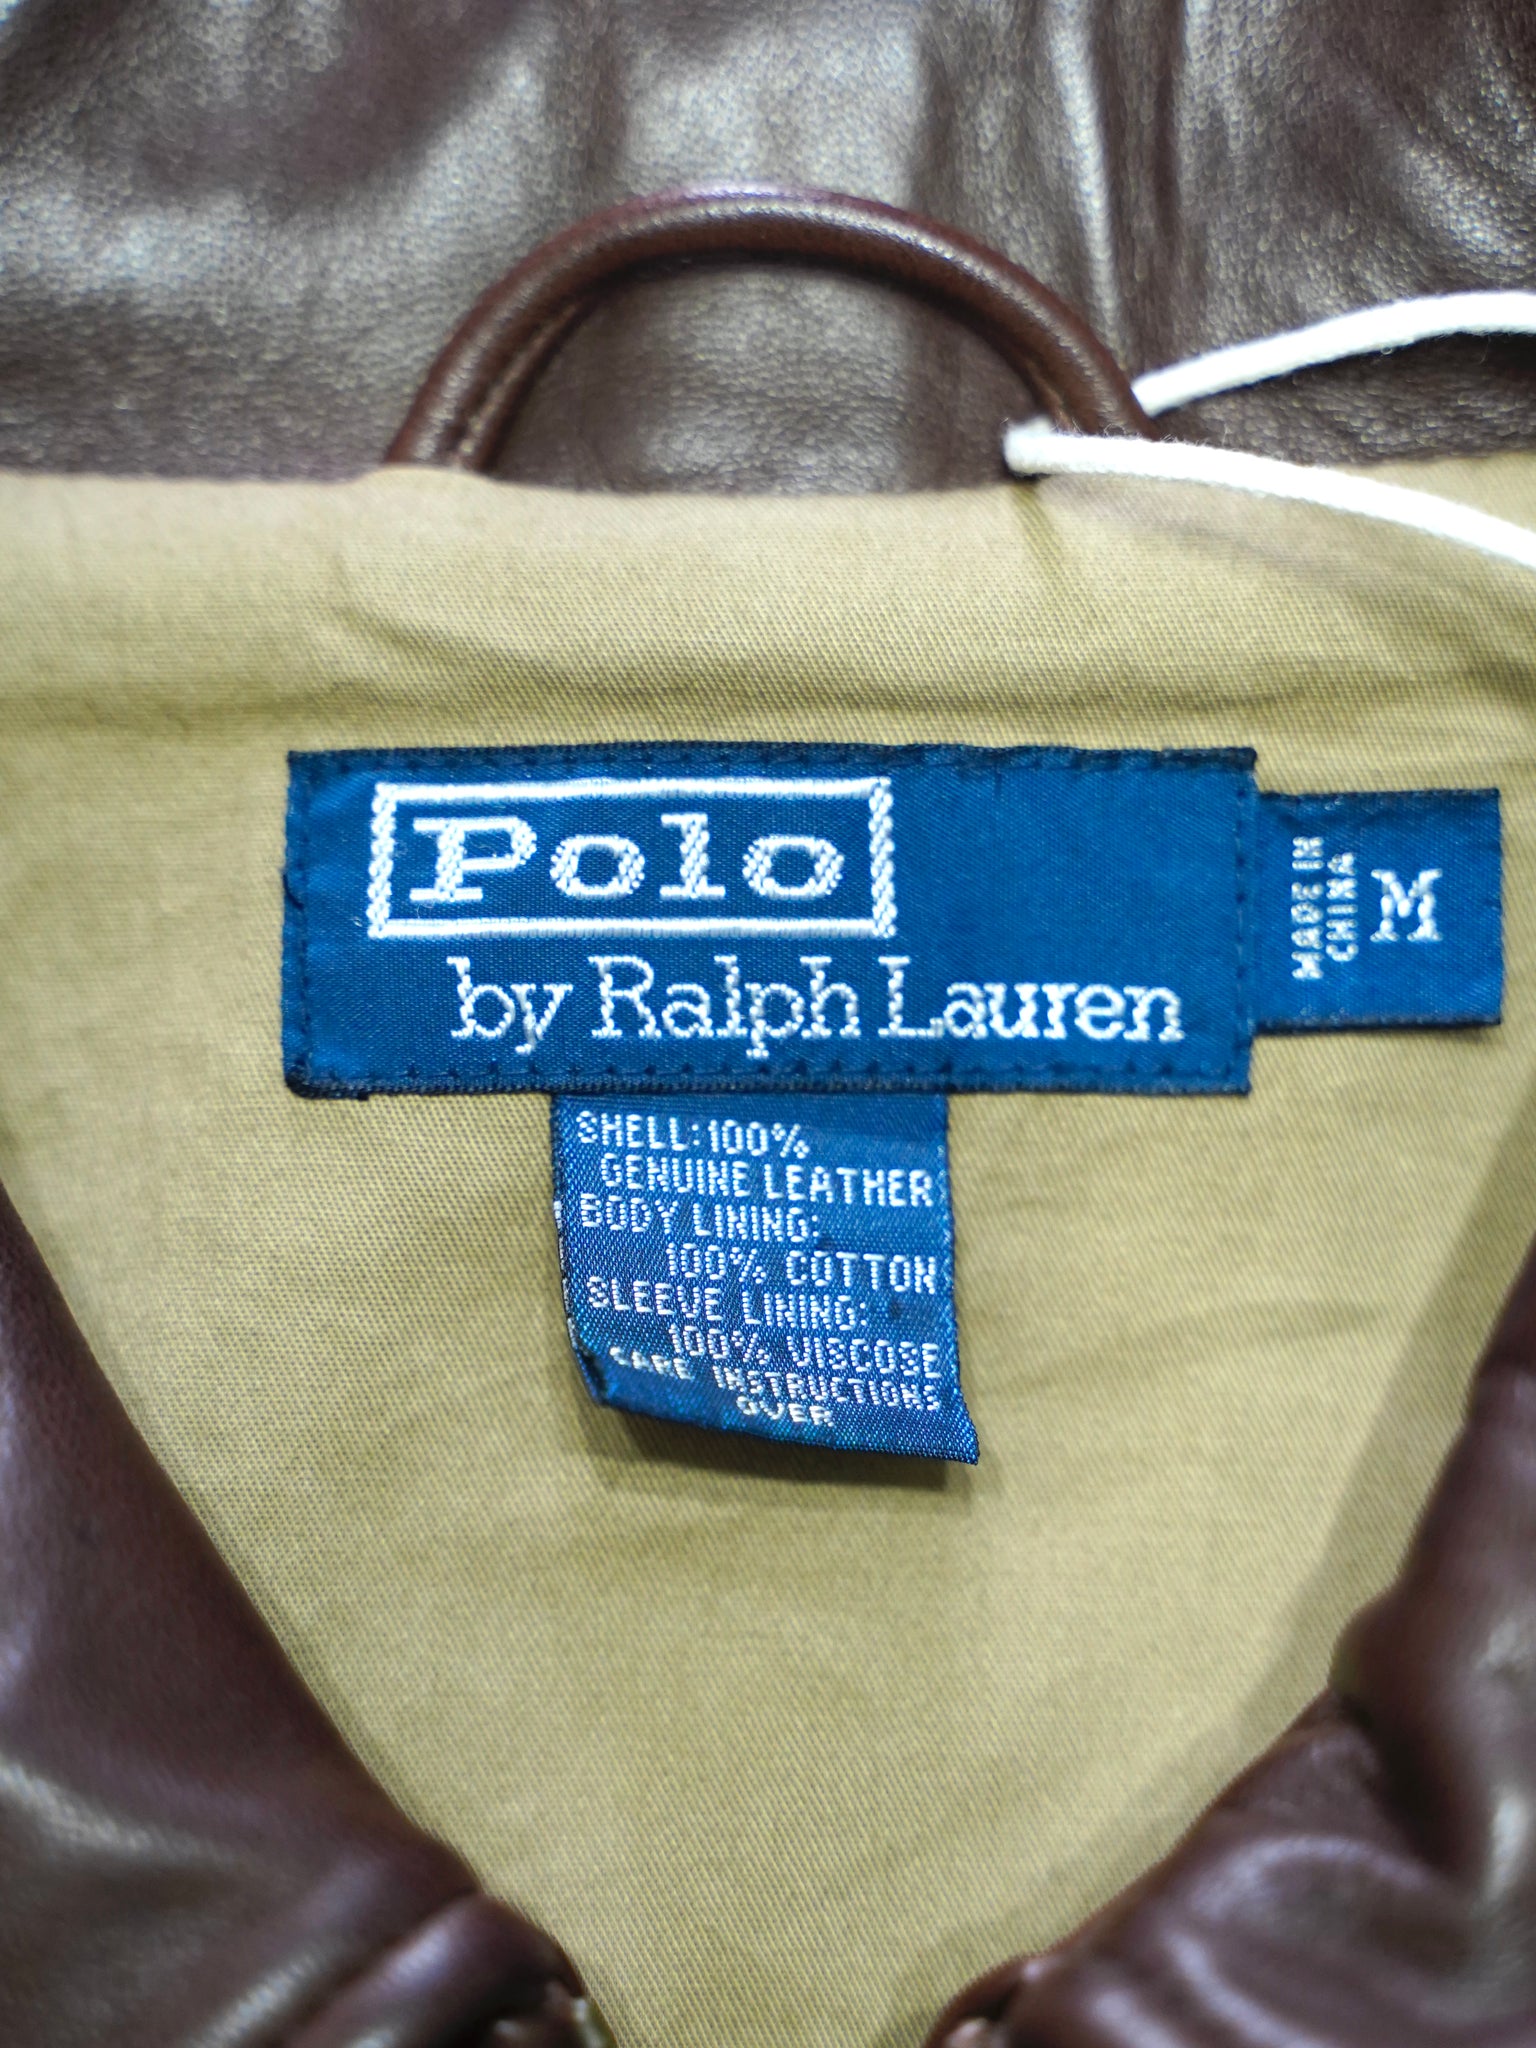 Polo
by Ralph Lauren
MADE IN
CHINA
M
SHELL:100%
GENUINE LEATHER
BODY LINING:
100% COTTON
SLEEVE LINING:
100% VISCOSE
CARE INSTRUCTIONS
OVER